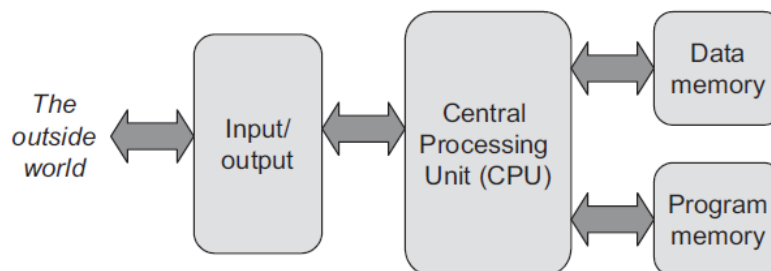 The
outside
world
Input/
output
Central
Processing
Unit (CPU)
Data
memory
Program
memory